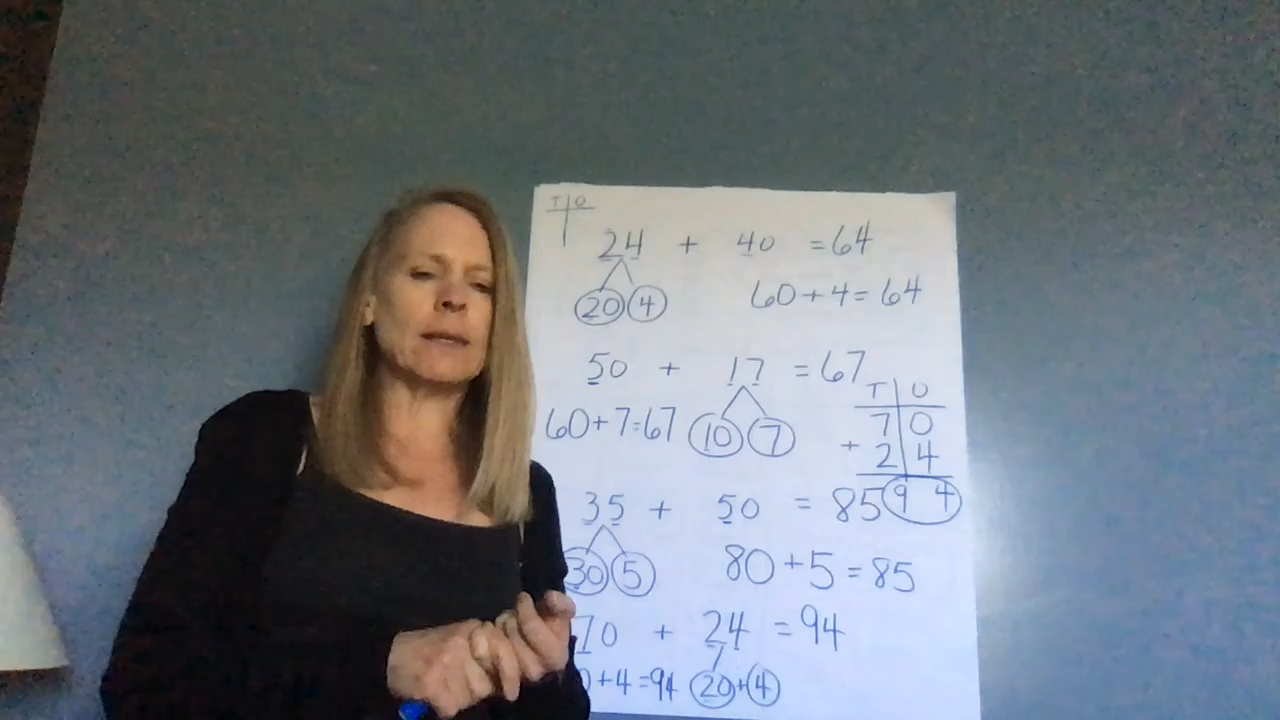 T O
24 + 40 = 64
20 4
60 + 4 = 64
50 + 17 = 67
60 + 7 = 67
10 7
T O
7 0
+ 2 4
9 4
35 + 50 = 85
30 5
80 + 5 = 85
70 + 24 = 94
0 + 4 = 94
20 + 4